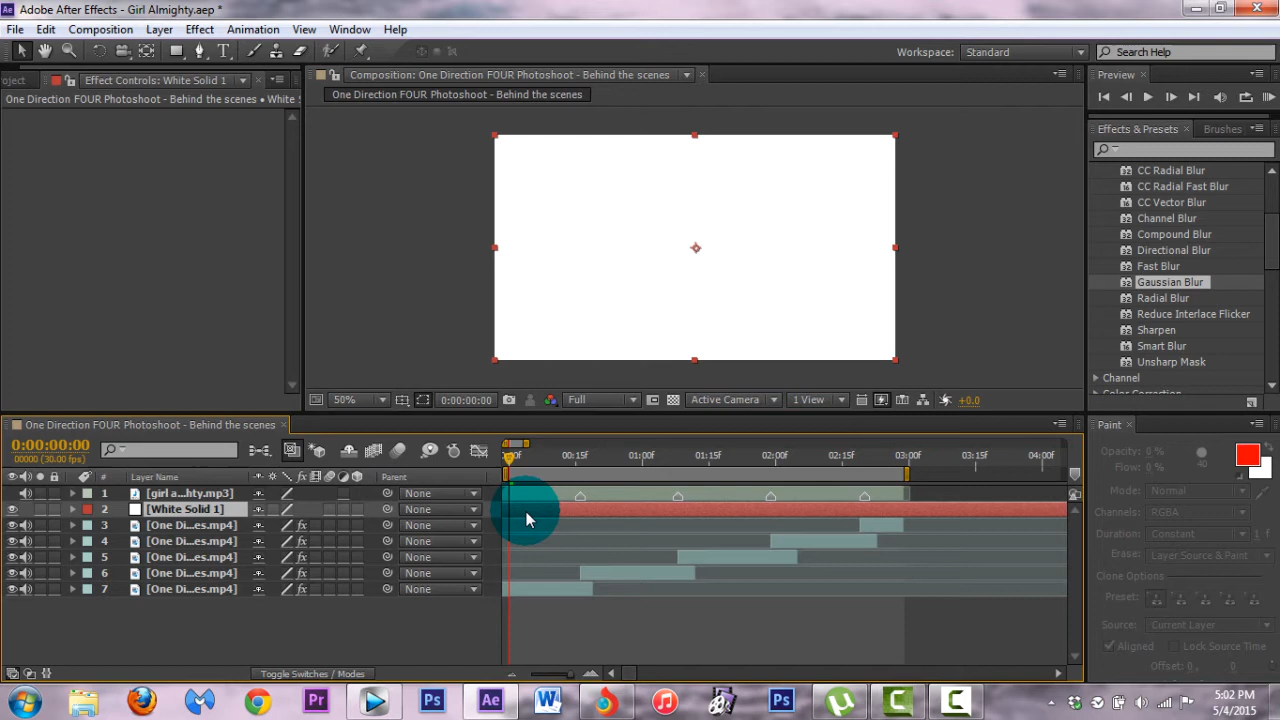 Adobe After Effects - Girl Almighty.aep *
File Edit Composition Layer Effect Animation View Window Help
Workspace: Standard Search Help
Effect Controls: White Solid 1
One Direction FOUR Photoshoot - Behind the scenes • White S
Composition: One Direction FOUR Photoshoot - Behind the scenes
One Direction FOUR Photoshoot - Behind the scenes
Preview
Effects & Presets Brushes
CC Radial Blur
CC Radial Fast Blur
CC Vector Blur
Channel Blur
Compound Blur
Directional Blur
Fast Blur
Gaussian Blur
Radial Blur
Reduce Interlace Flicker
Sharpen
Smart Blur
Unsharp Mask
Channel
50% 0:00:00:00 Full Active Camera 1 View +0.0
One Direction FOUR Photoshoot - Behind the scenes
0:00:00:00
00000 (30.00 fps)
00:15f 01:00f 01:15f 02:00f 02:15f 03:00f 03:15f 04:00f
# Layer Name Parent
1 [girl a...hty.mp3] None
2 [White Solid 1] None
3 [One Di...es.mp4] None
4 [One Di...es.mp4] None
5 [One Di...es.mp4] None
6 [One Di...es.mp4] None
7 [One Di...es.mp4] None
Toggle Switches / Modes
Paint
Opacity: 0 %
Flow: 0 % 40
Mode: Normal
Channels: RGBA
Duration: Constant
Erase: Layer Source & Paint
Clone Options
Preset:
Source: Current Layer
Aligned Lock Source Time
Offset: 0, 0
5:02 PM
5/4/2015